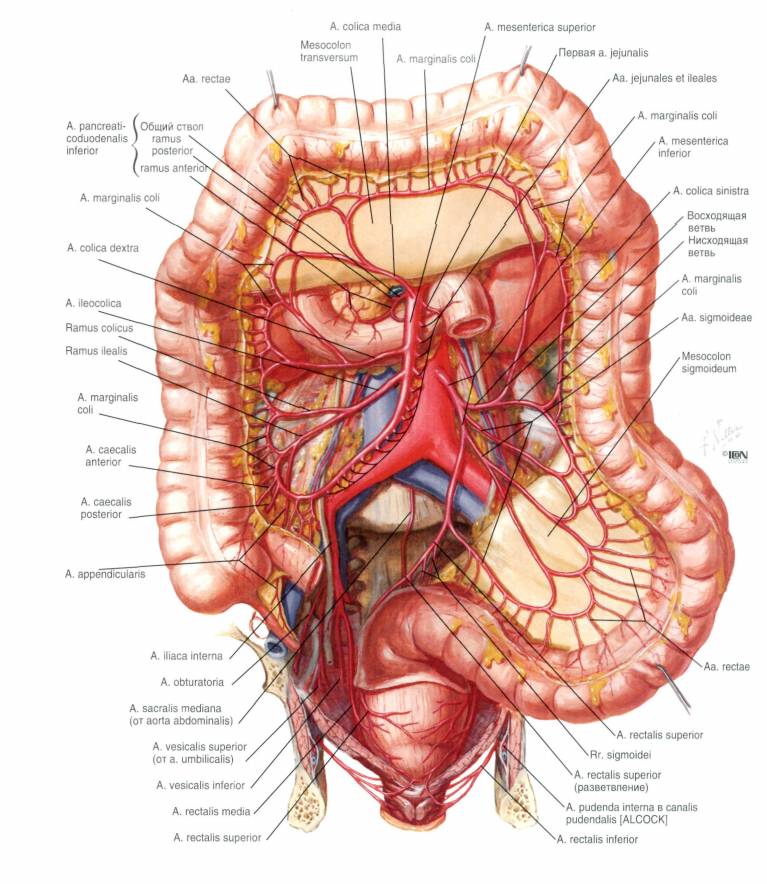 A. colica media
A. mesenterica superior
Mesocolon
transversum
A. marginalis coli
Первая a. jejunalis
Aa. rectae
Aa. jejunales et ileales
A. pancreati-
coduodenalis
inferior
Общий ствол
ramus
posterior
ramus anterior
A. marginalis coli
A. mesenterica
inferior
A. marginalis coli
A. colica sinistra
Восходящая
ветвь
Нисходящая
ветвь
A. colica dextra
A. marginalis
coli
A. ileocolica
Aa. sigmoideae
Ramus colicus
Ramus ilealis
Mesocolon
sigmoideum
A. marginalis
coli
A. caecalis
anterior
A. caecalis
posterior
A. appendicularis
A. iliaca interna
Aa. rectae
A. obturatoria
A. sacralis mediana
(от aorta abdominalis)
A. rectalis superior
A. vesicalis superior
(от a. umbilicalis)
Rr. sigmoidei
A. rectalis superior
(разветвление)
A. vesicalis inferior
A. rectalis media
A. pudenda interna в canalis
pudendalis [ALCOCK]
A. rectalis superior
A. rectalis inferior